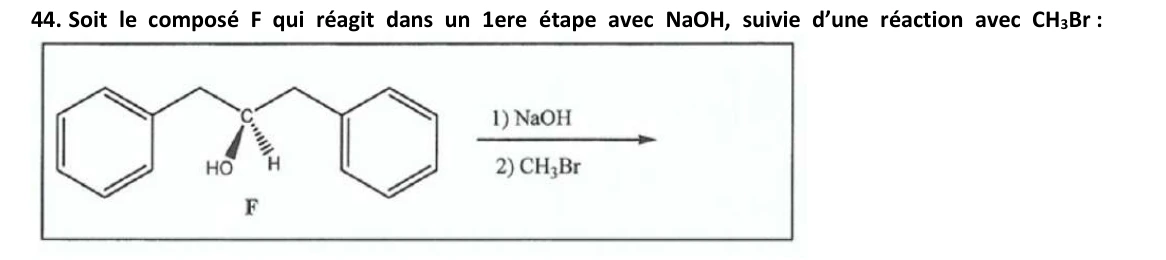 44. Soit le composé F qui réagit dans un 1ere étape avec NaOH, suivie d’une réaction avec CH₃Br :
1) NaOH
C
HO H
2) CH₃Br
F